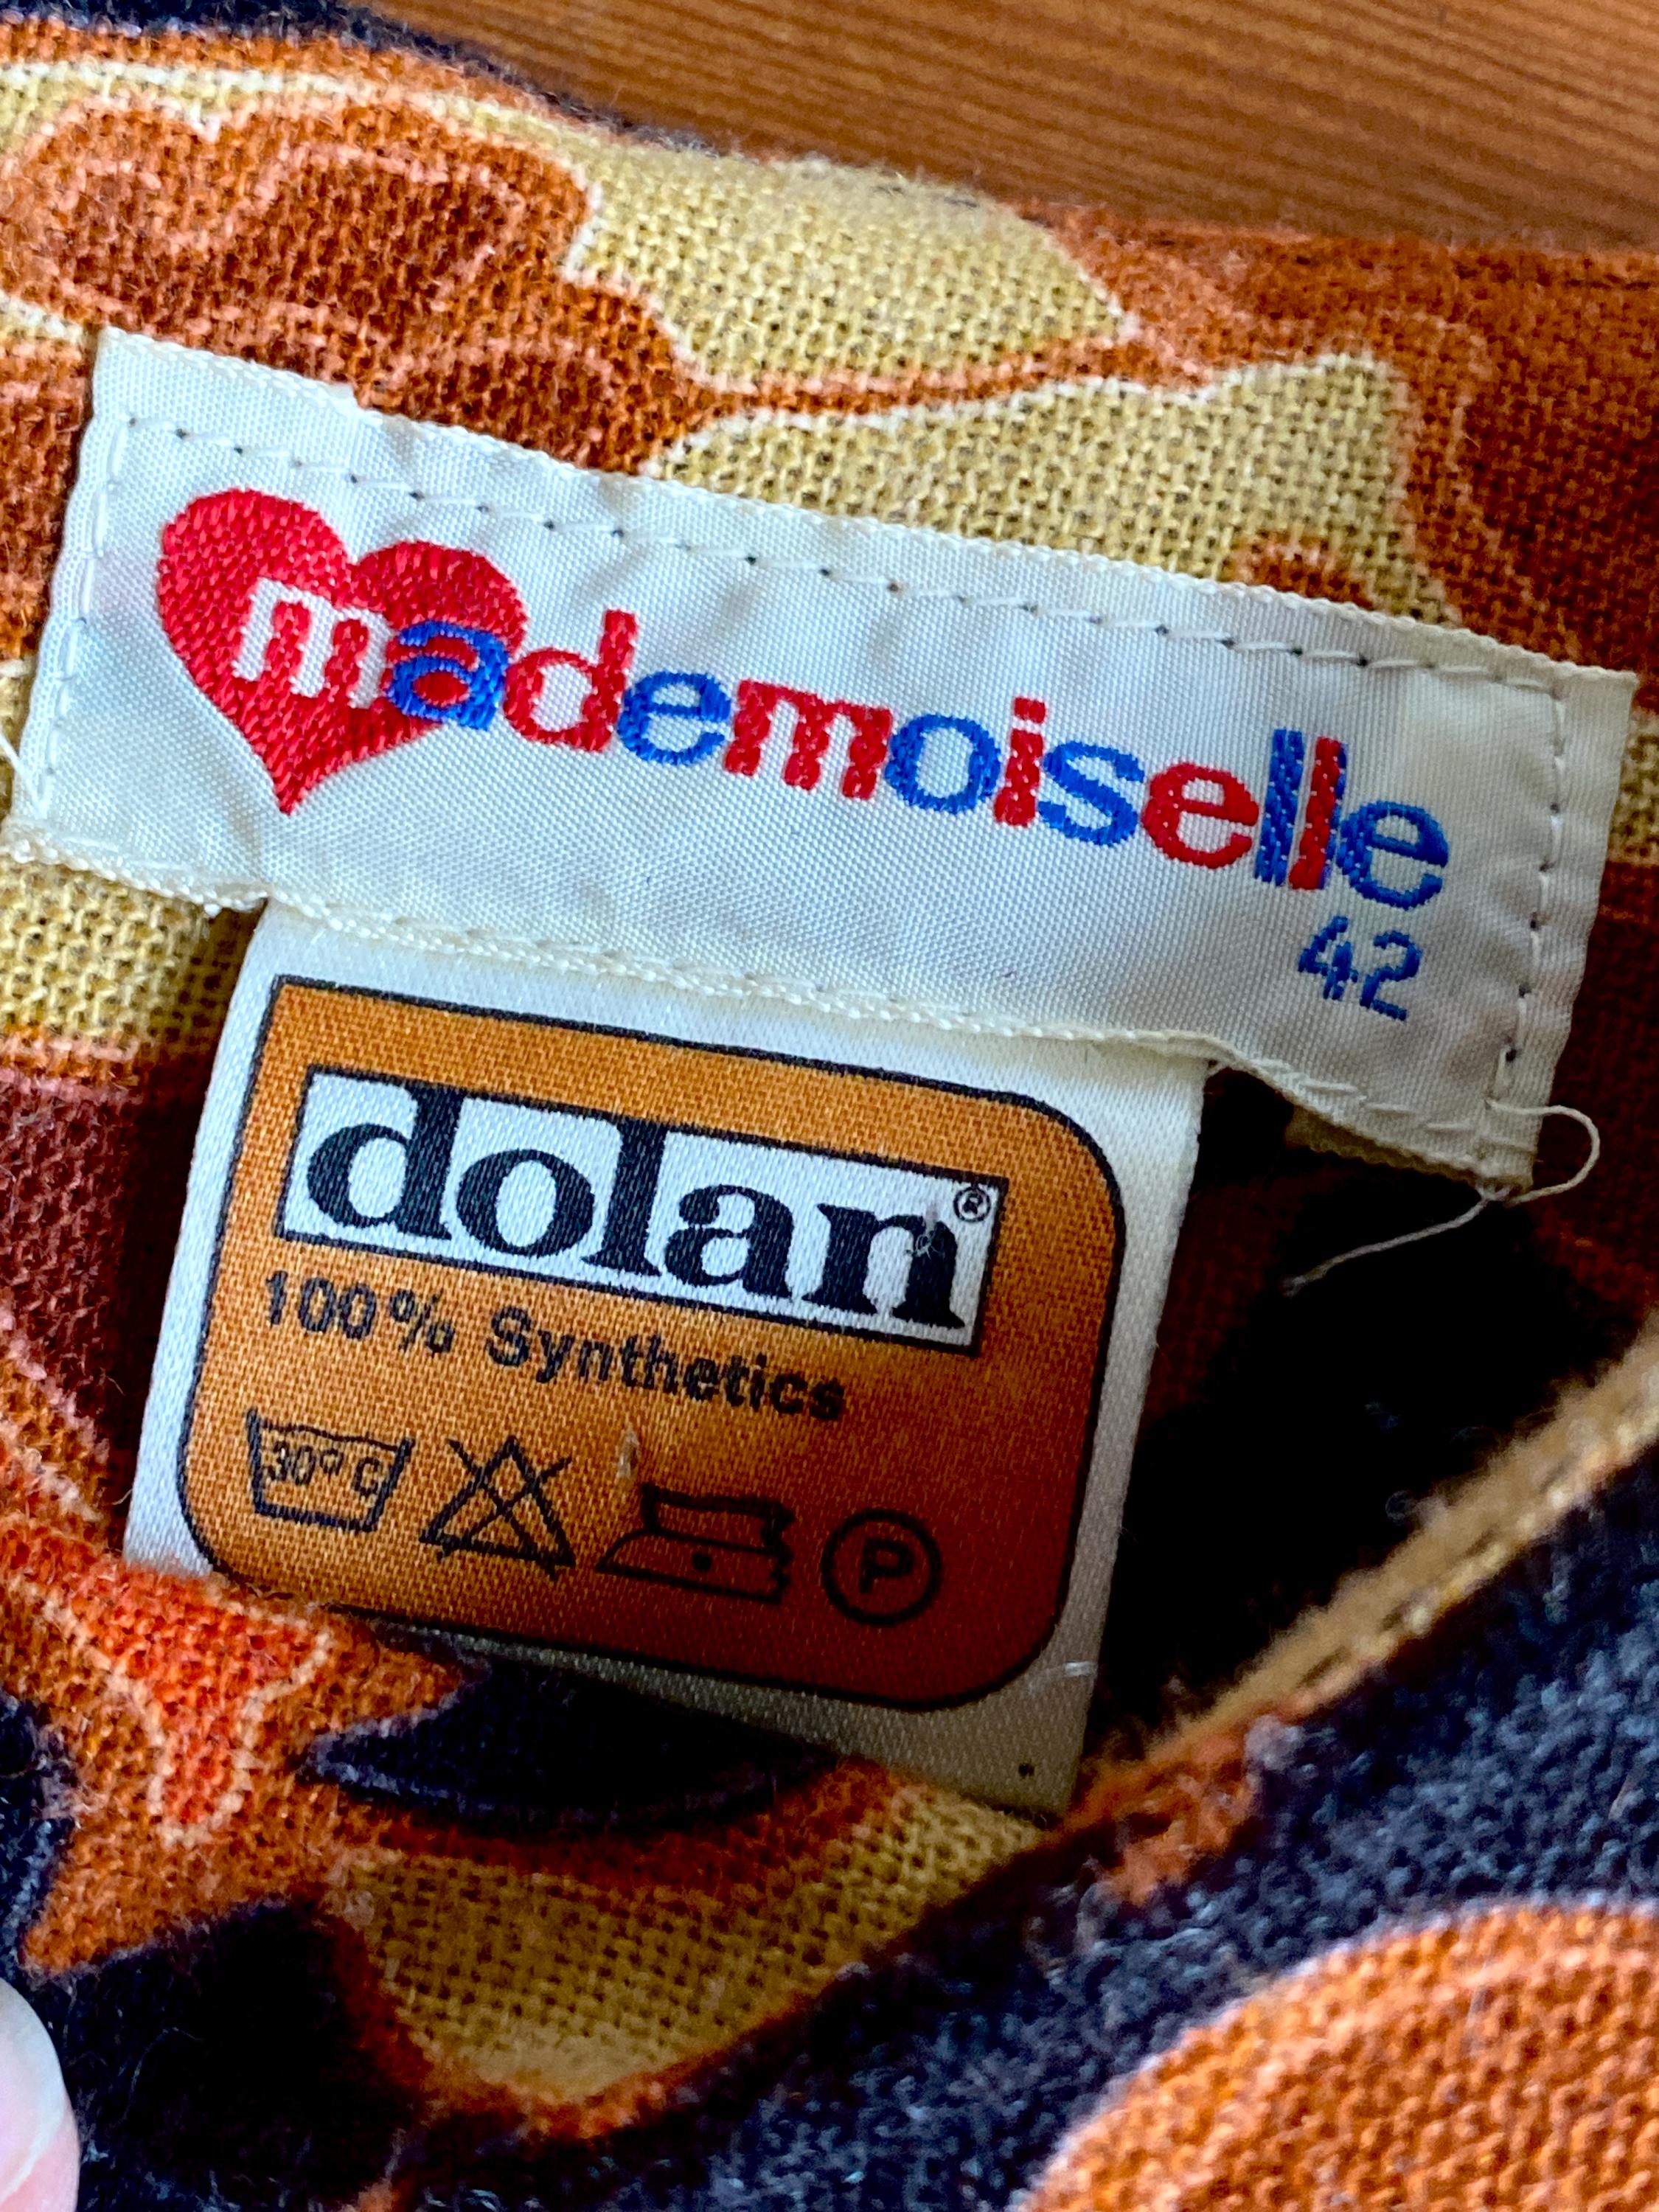 mademoiselle
42
dolan®
100% Synthetics
30°C
P